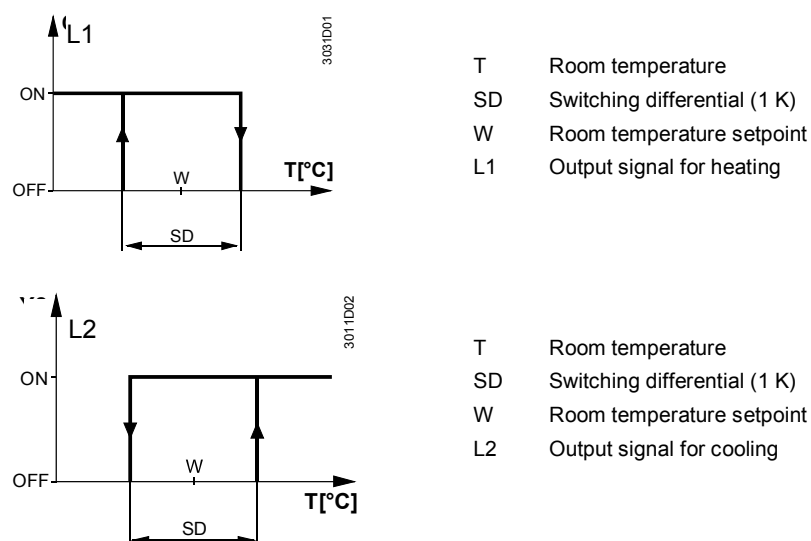 L1
3031D01
ON
W
T[°C]
OFF
SD
T Room temperature
SD Switching differential (1 K)
W Room temperature setpoint
L1 Output signal for heating
L2
3011D02
ON
W
OFF
T[°C]
SD
T Room temperature
SD Switching differential (1 K)
W Room temperature setpoint
L2 Output signal for cooling